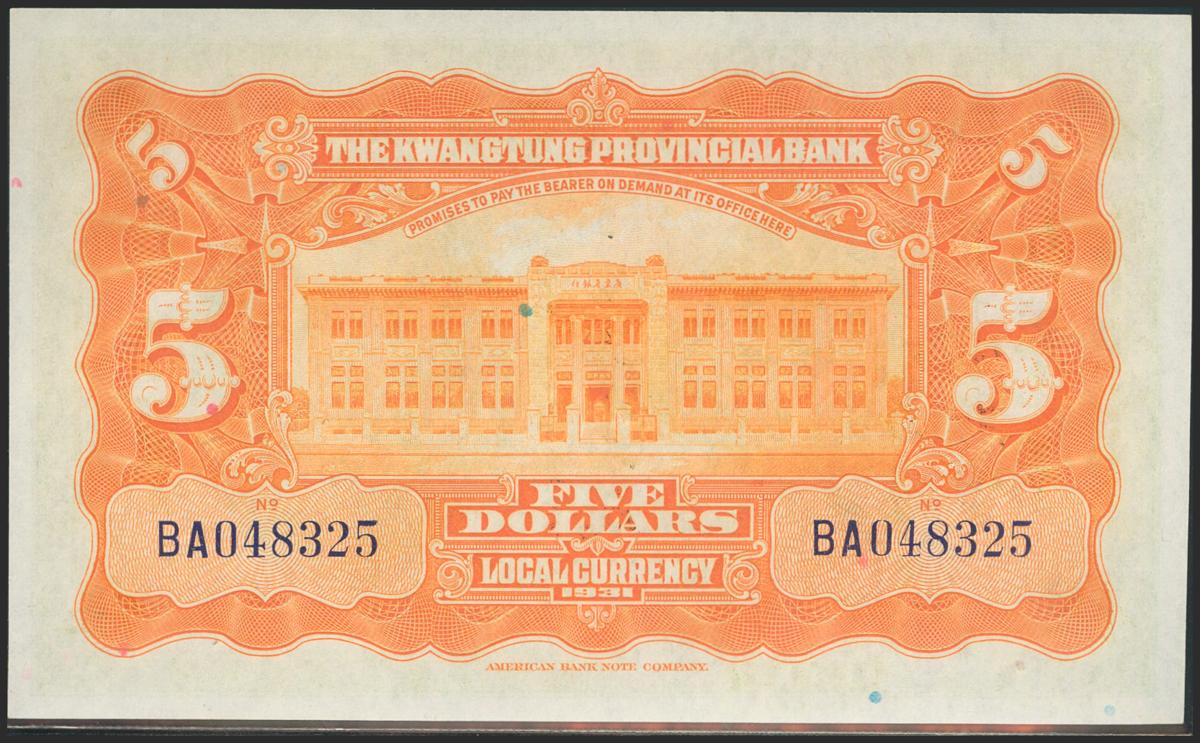 5 THE KWANGTUNG PROVINCIAL BANK 5
PROMISES TO PAY THE BEARER ON DEMAND AT ITS OFFICE HERE
5 5
FIVE
DOLLARS
Nº Nº
BA048325 BA048325
LOCAL CURRENCY
1931
AMERICAN BANK NOTE COMPANY.